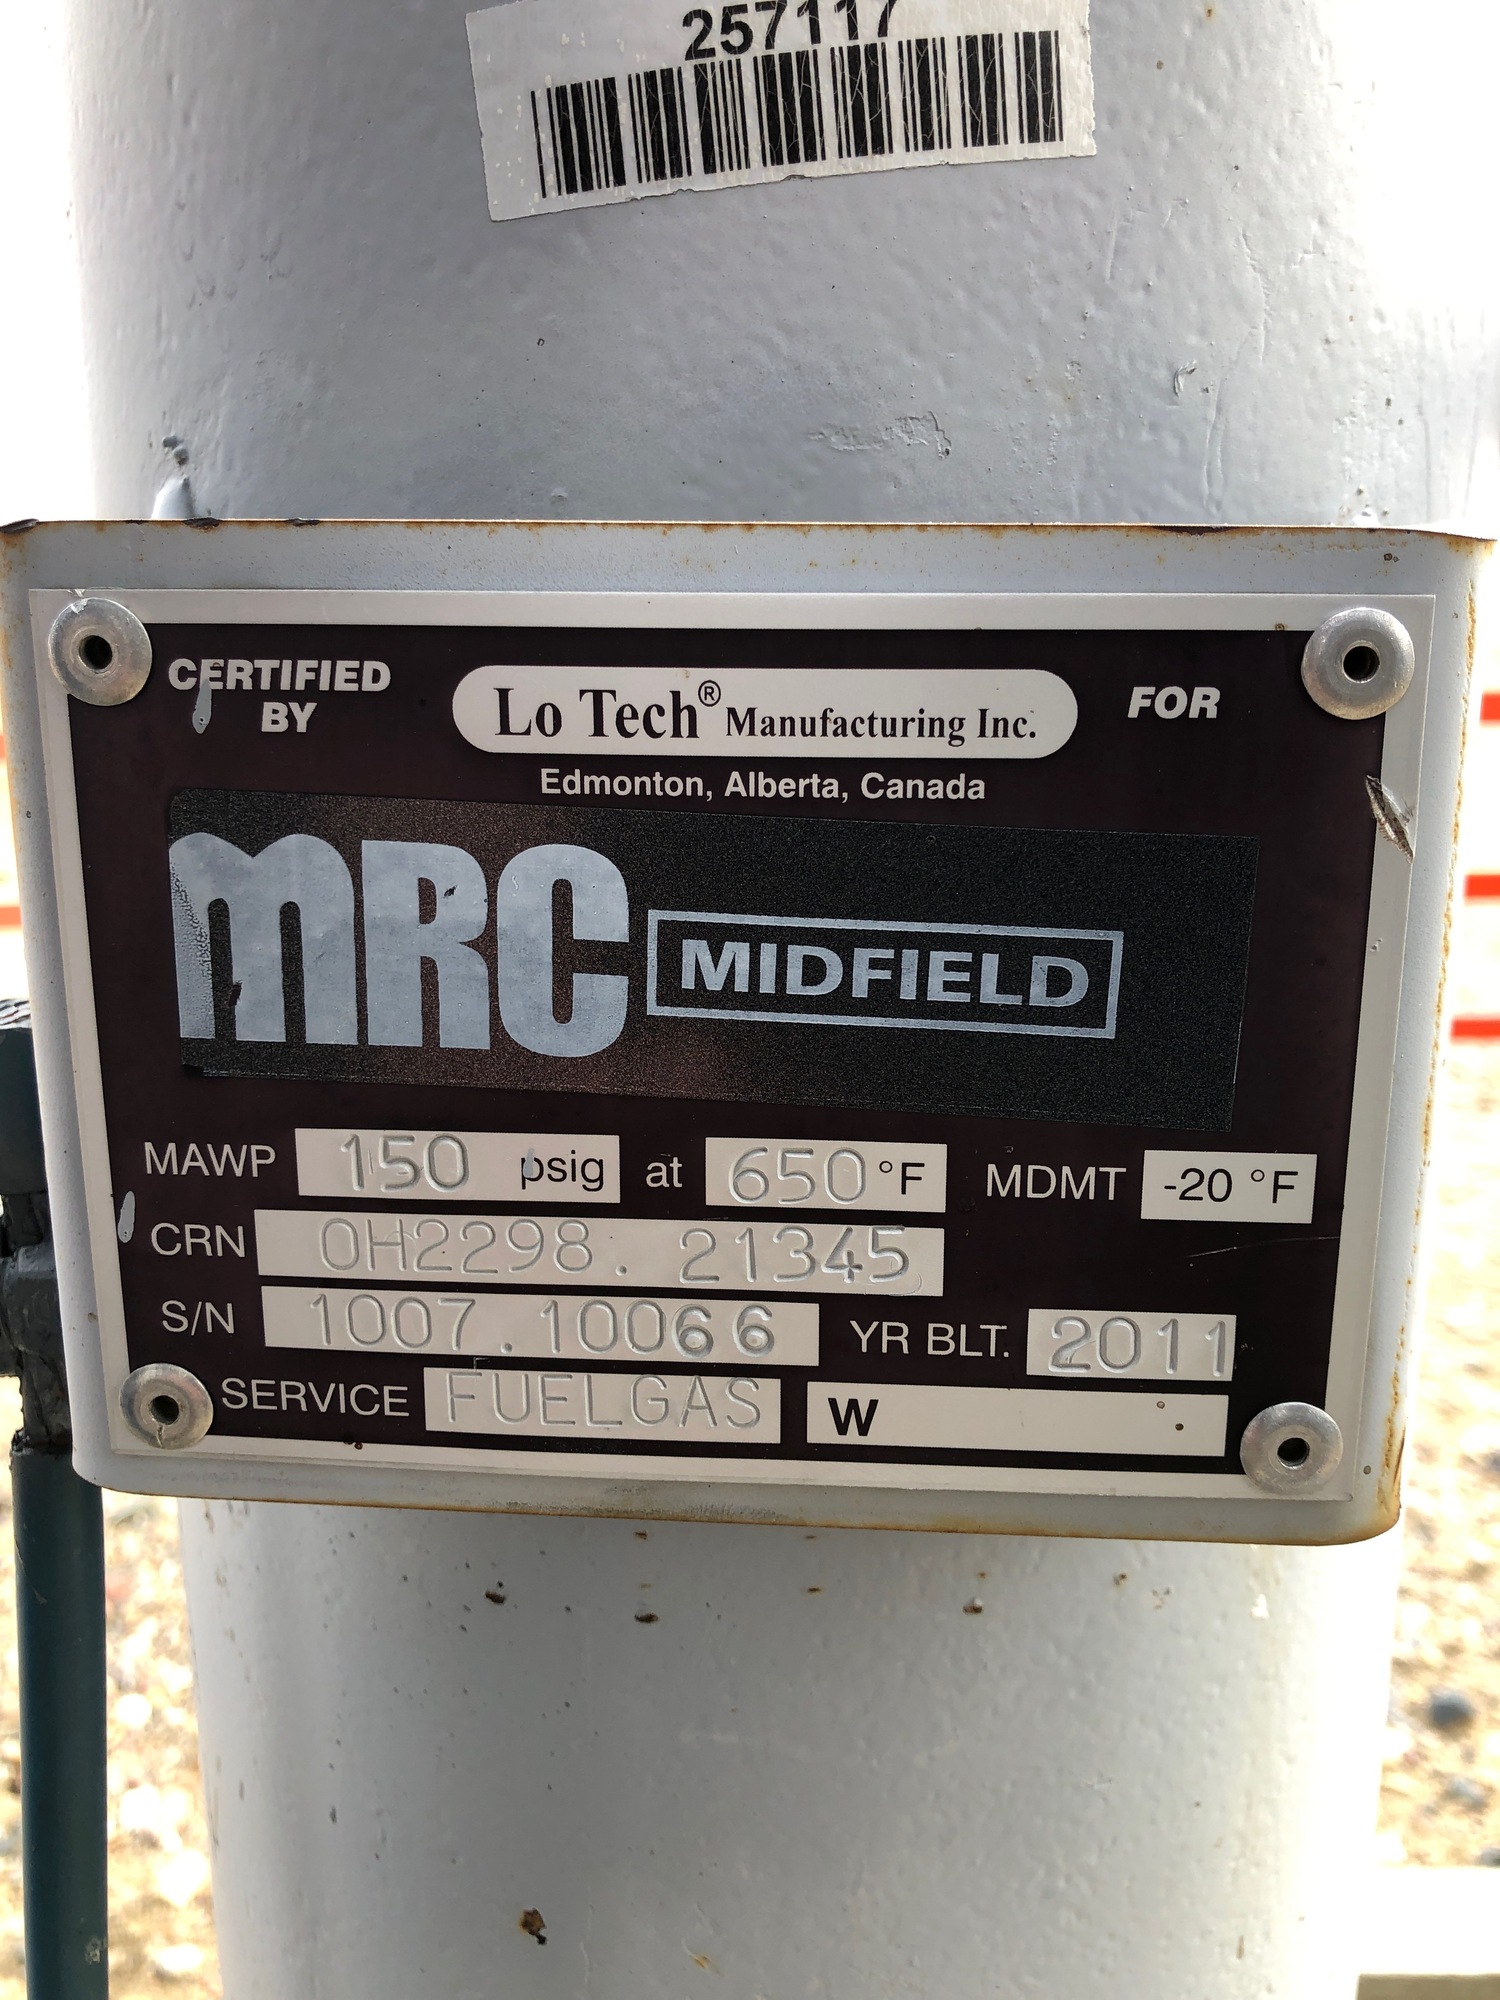 257117
CERTIFIED BY Lo Tech® Manufacturing Inc. FOR
Edmonton, Alberta, Canada
MRC MIDFIELD
MAWP 150 psig at 650 °F MDMT -20 °F
CRN 0H2298.21345
S/N 1007.10066 YR BLT. 2011
SERVICE FUELGAS W